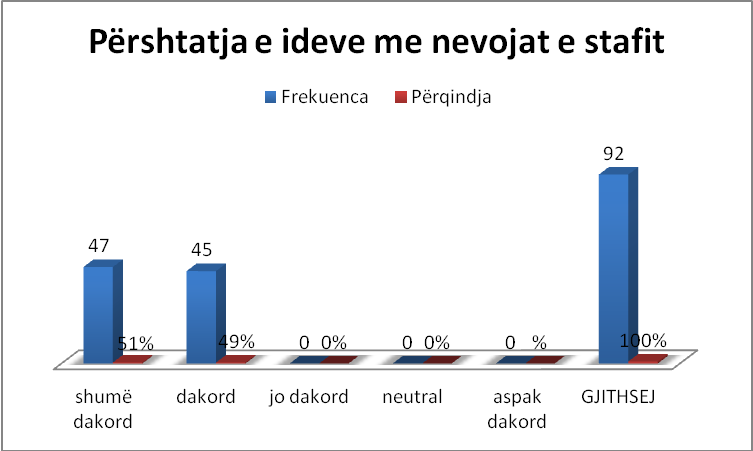 Përshtatja e ideve me nevojat e stafit
Frekuenca Përqindja
92
47
45
51% 49% 0 0% 0 0% 0 % 100%
shumë dakord jo dakord neutral aspak GJITHSEJ
dakord dakord